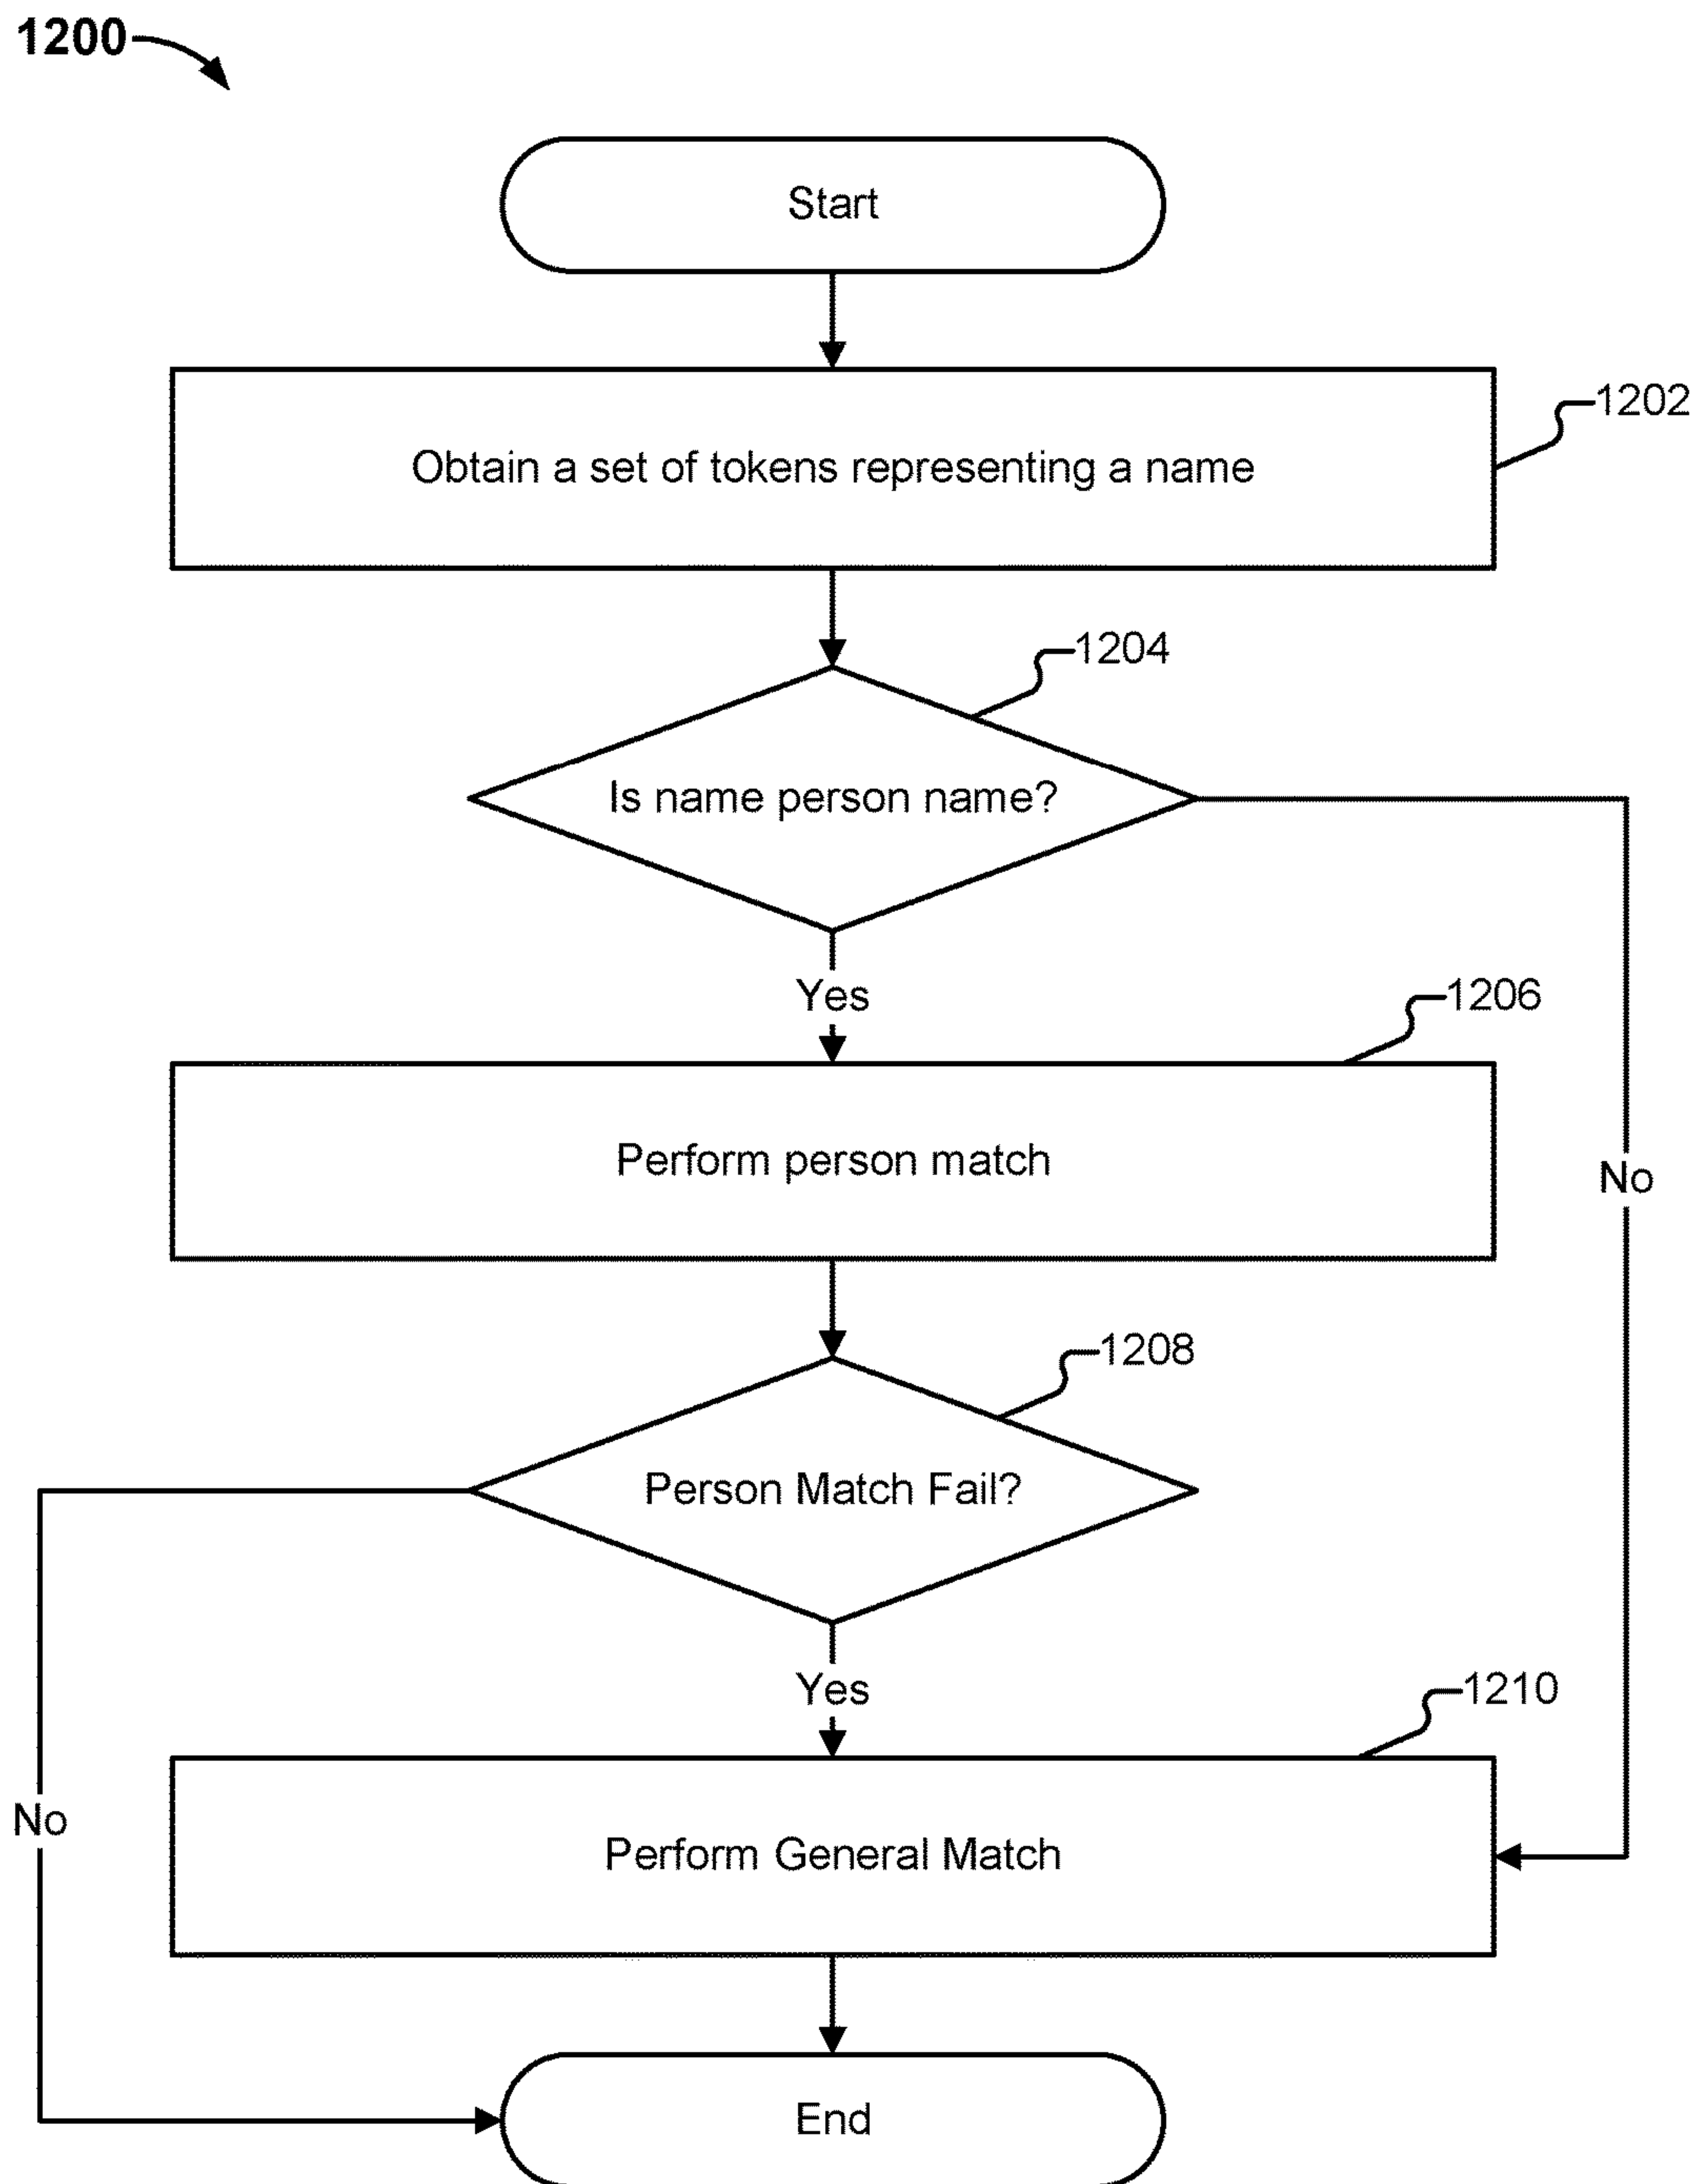 1200
Start
1202
Obtain a set of tokens representing a name
1204
Is name person name?
Yes
1206
Perform person match
No
1208
Person Match Fail?
Yes
1210
No
Perform General Match
End